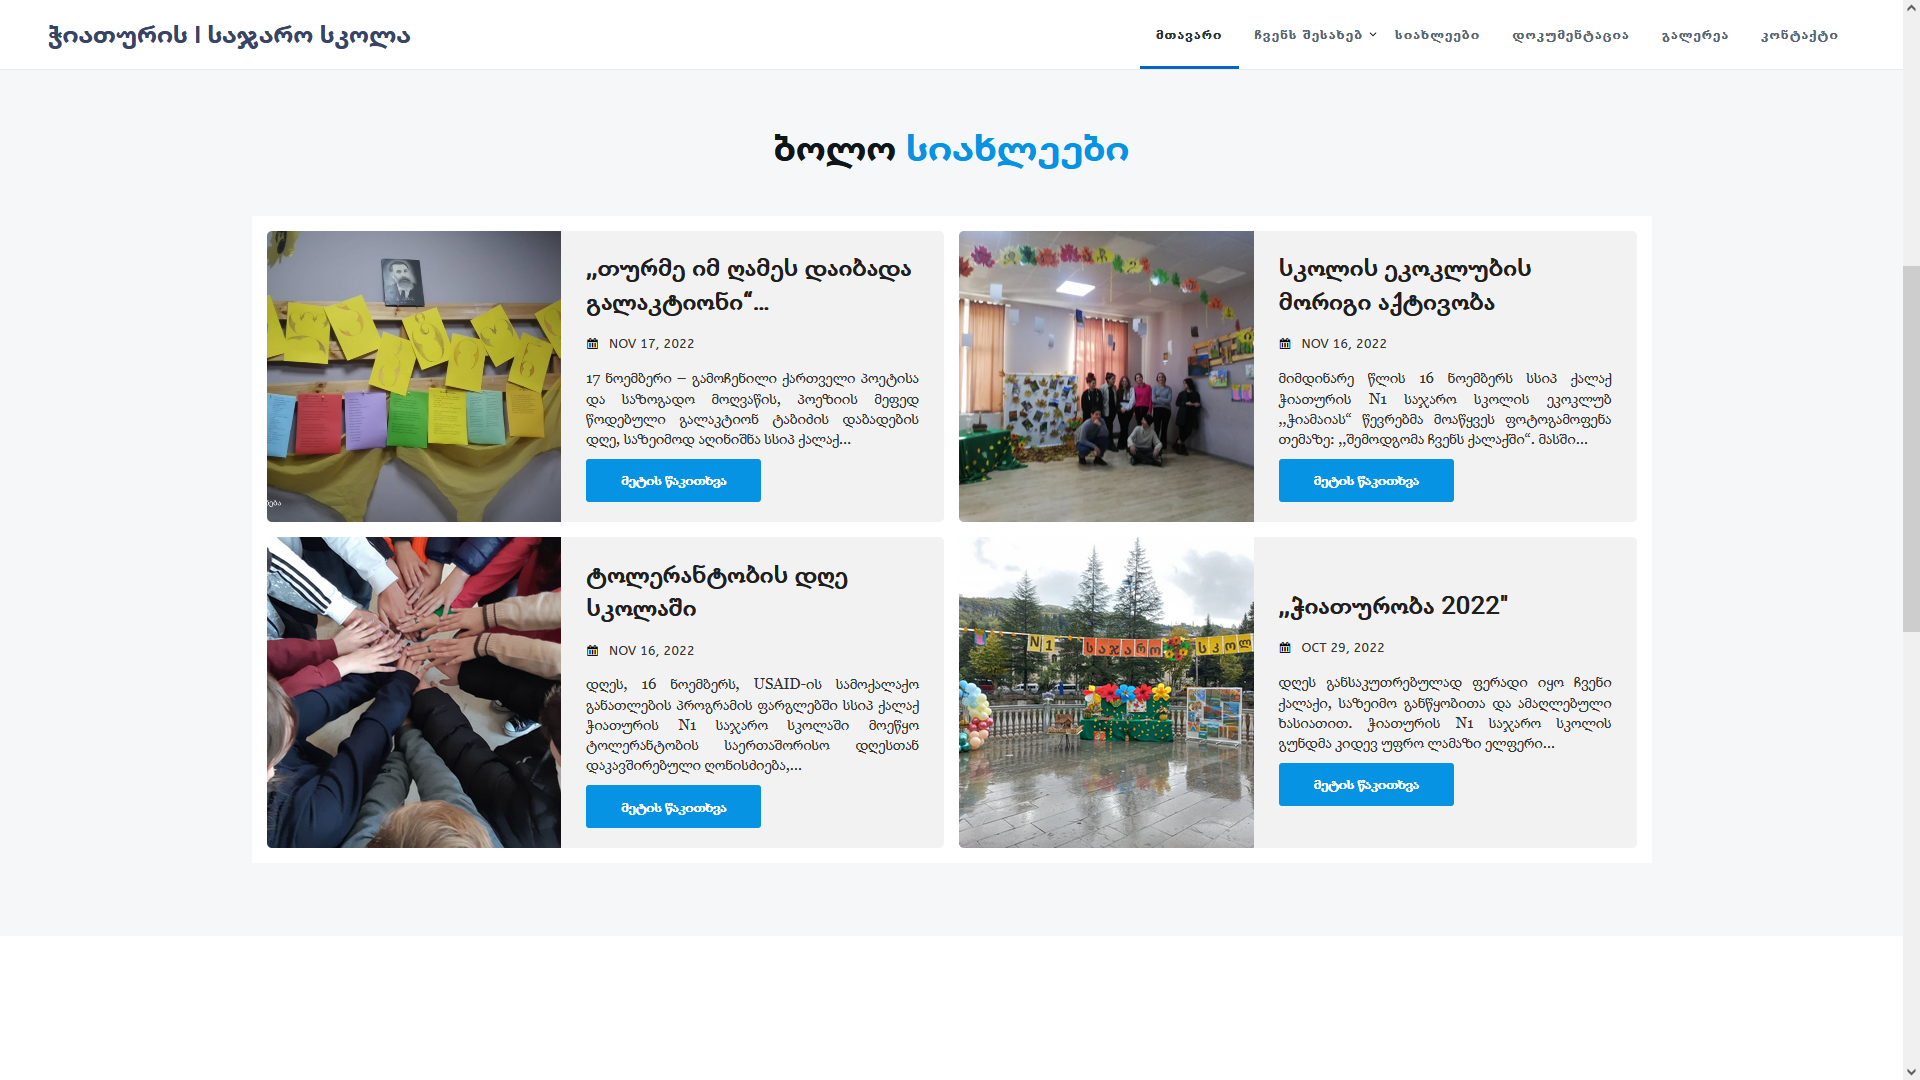 ჭიათურის I საჯარო სკოლა
მთავარი ჩვენს შესახებ სიახლეები დოკუმენტაცია გალერეა კონტაქტი
ბოლო სიახლეები
,,თურმე იმ ღამეს დაიბადა
გალაკტიონი“...
NOV 17, 2022
17 ნოემბერი – გამოჩენილი ქართველი პოეტისა
და საზოგადო მოღვაწის, პოეზიის მეფედ
წოდებული გალაკტიონ ტაბიძის დაბადების
დღე, საზეიმოდ აღინიშნა სსიპ ქალაქ...
მეტის წაკითხვა
სკოლის ეკოკლუბის
მორიგი აქტივობა
NOV 16, 2022
მიმდინარე წლის 16 ნოემბერს სსიპ ქალაქ
ჭიათურის N1 საჯარო სკოლის ეკოკლუბ
,,ჭიამაიას“ წევრებმა მოაწყვეს ფოტოგამოფენა
თემაზე: ,,შემოდგომა ჩვენს ქალაქში“. მასში...
მეტის წაკითხვა
ტოლერანტობის დღე
სკოლაში
NOV 16, 2022
დღეს, 16 ნოემბერს, USAID-ის სამოქალაქო
განათლების პროგრამის ფარგლებში სსიპ ქალაქ
ჭიათურის N1 საჯარო სკოლაში მოეწყო
ტოლერანტობის საერთაშორისო დღესთან
დაკავშირებული ღონისძიება,...
მეტის წაკითხვა
N1 საჯარო სკოლ
,,ჭიათურობა 2022"
OCT 29, 2022
დღეს განსაკუთრებულად ფერადი იყო ჩვენი
ქალაქი, საზეიმო განწყობითა და ამაღლებული
ხასიათით. ჭიათურის N1 საჯარო სკოლის
გუნდმა კიდევ უფრო ლამაზი ელფერი...
მეტის წაკითხვა